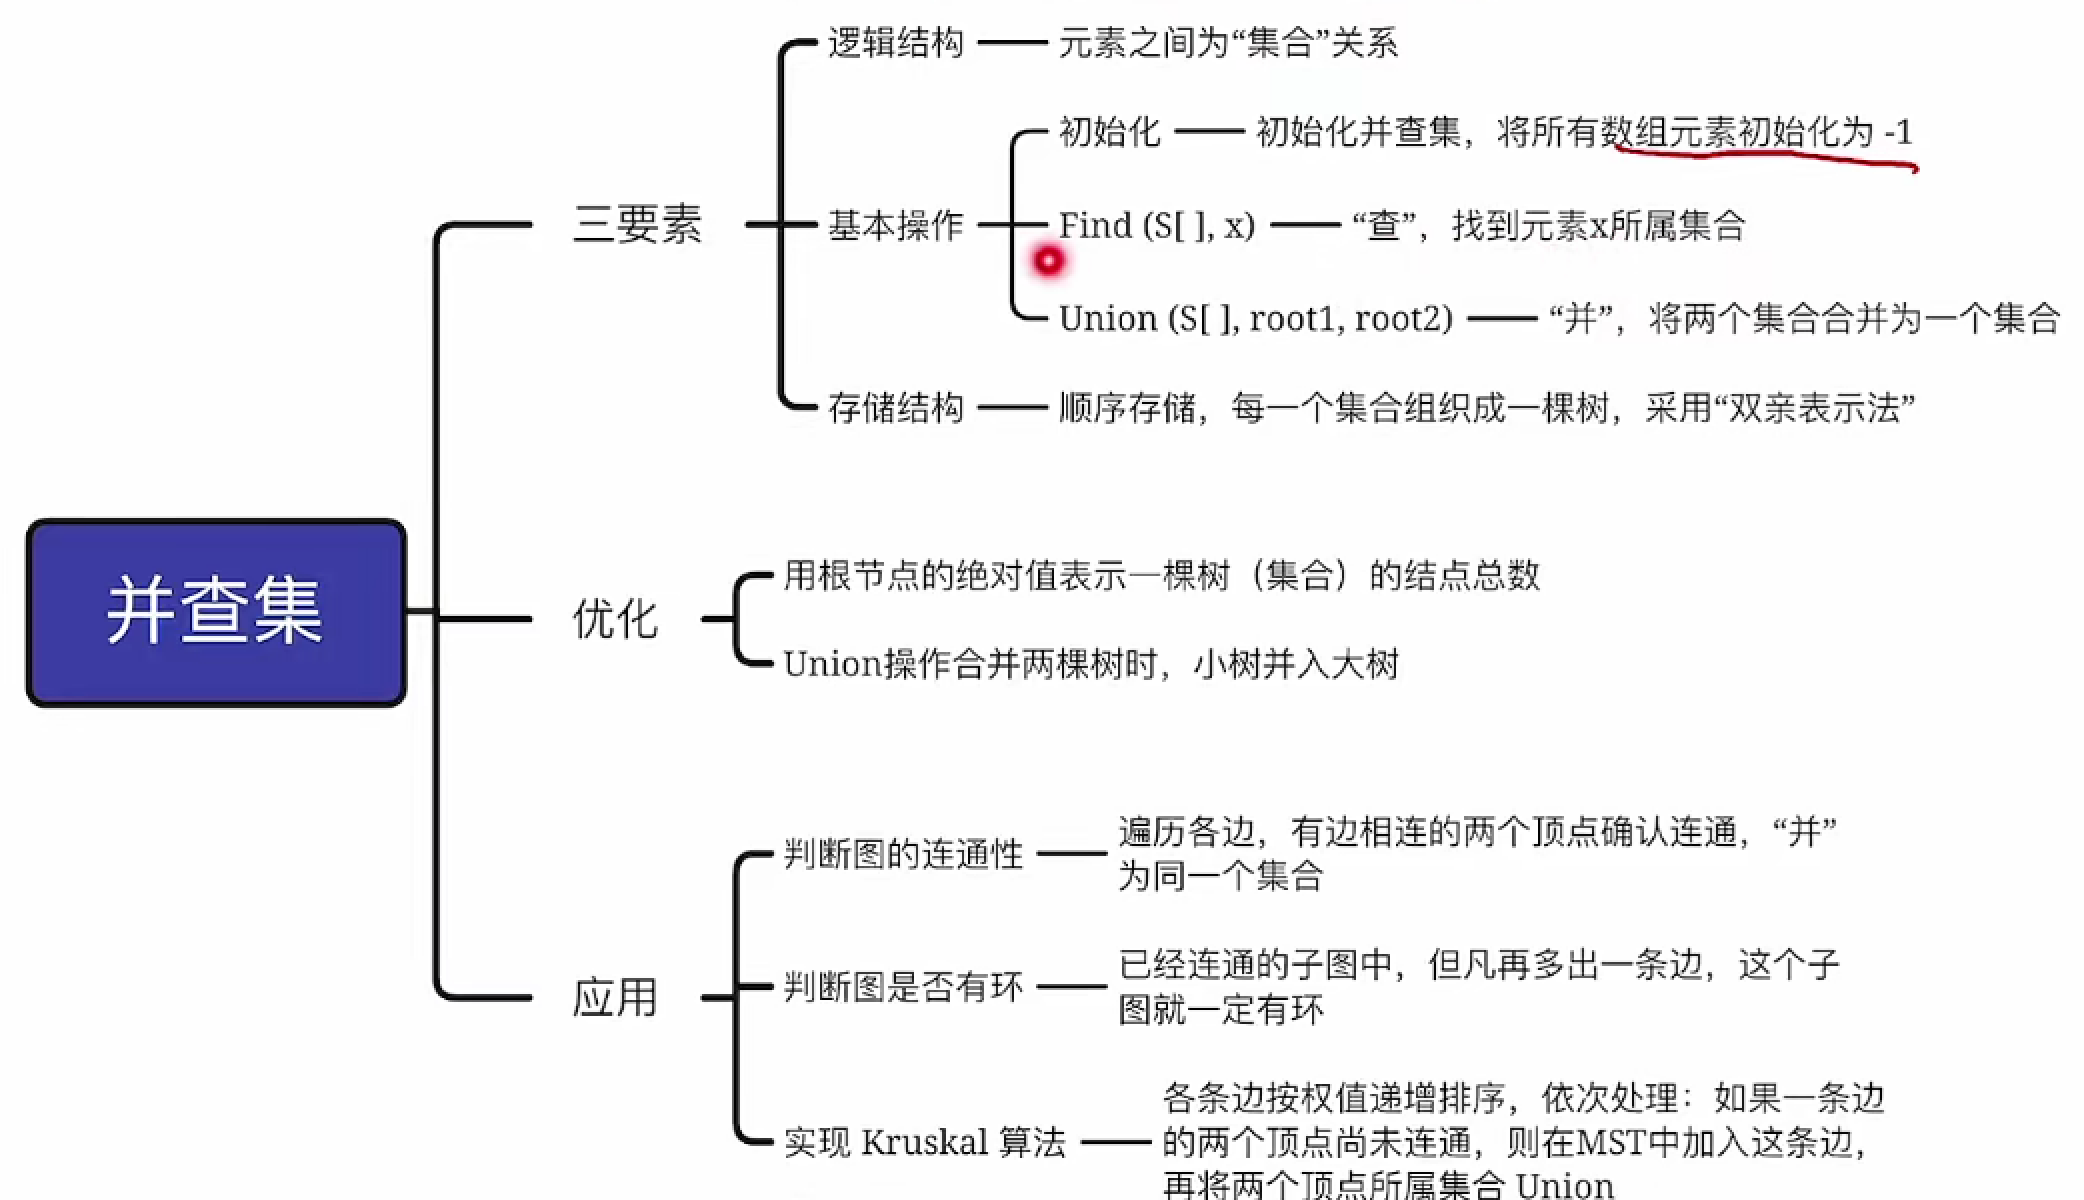 并查集
三要素
逻辑结构
元素之间为“集合”关系
基本操作
初始化
初始化并查集，将所有数组元素初始化为 -1
Find (S[ ], x)
“查”，找到元素x所属集合
Union (S[ ], root1, root2)
“并”，将两个集合合并为一个集合
存储结构
顺序存储，每一个集合组织成一棵树，采用“双亲表示法”
优化
用根节点的绝对值表示一棵树（集合）的结点总数
Union操作合并两棵树时，小树并入大树
应用
判断图的连通性
遍历各边，有边相连的两个顶点确认连通，“并”
为同一个集合
判断图是否有环
已经连通的子图中，但凡再多出一条边，这个子
图就一定有环
实现 Kruskal 算法
各条边按权值递增排序，依次处理：如果一条边
的两个顶点尚未连通，则在MST中加入这条边，
再将两个顶点所属集合 Union